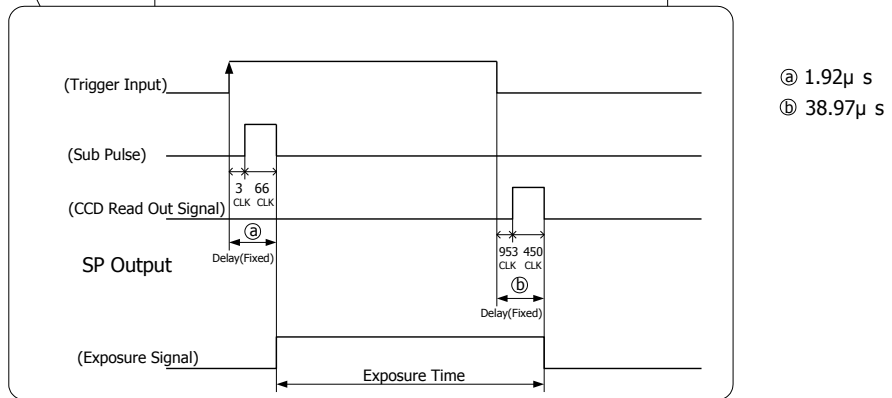 (Trigger Input)
ⓐ 1.92μ s
ⓑ 38.97μ s
(Sub Pulse)
3 66
CLK CLK
(CCD Read Out Signal)
ⓐ
Delay(Fixed)
953 450
CLK CLK
SP Output
ⓑ
Delay(Fixed)
(Exposure Signal)
Exposure Time